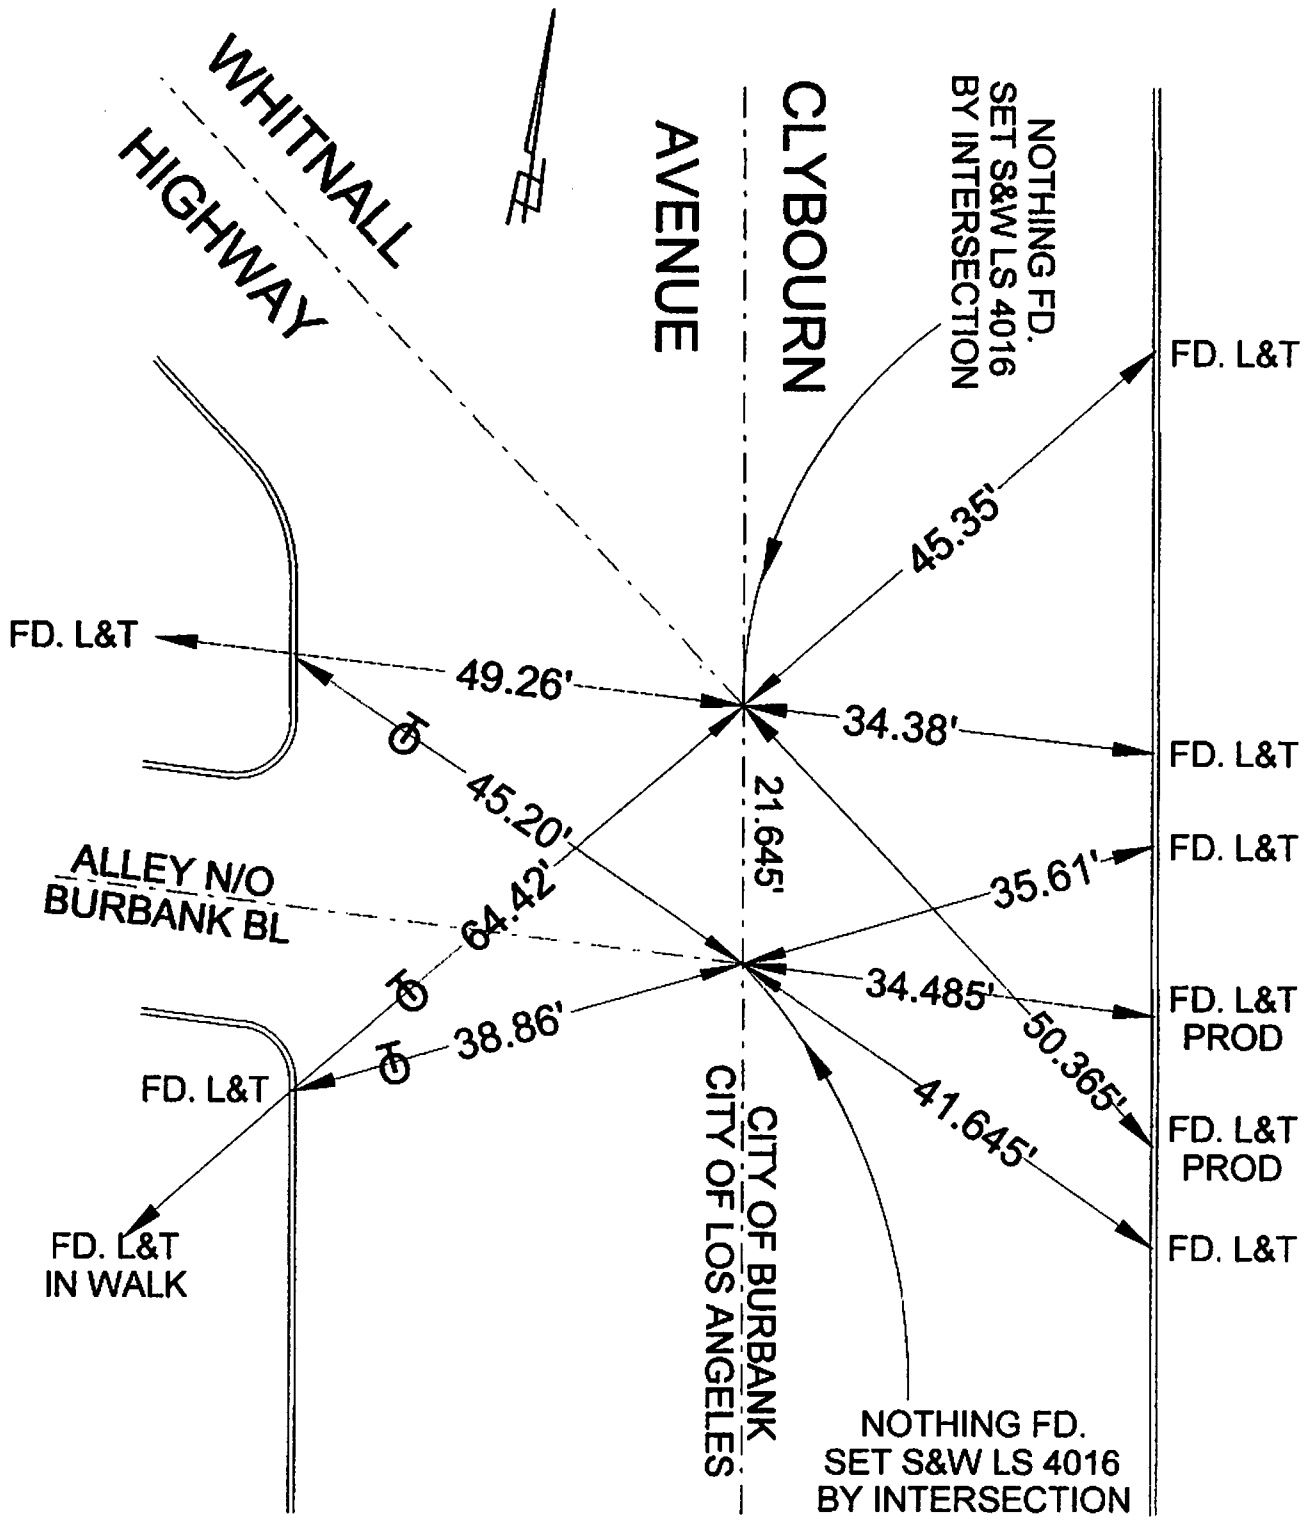 WHITNALL
HIGHWAY
CLYBOURN
AVENUE
NOTHING FD.
SET S&W LS 4016
BY INTERSECTION
FD. L&T
45.35'
FD. L&T
49.26'
34.38'
FD. L&T
45.20'
21.645'
FD. L&T
ALLEY N/O
BURBANK BL
64.42'
35.61'
34.485'
FD. L&T
PROD
38.86'
50.365'
FD. L&T
41.645'
FD. L&T
PROD
CITY OF BURBANK
CITY OF LOS ANGELES
FD. L&T
IN WALK
FD. L&T
NOTHING FD.
SET S&W LS 4016
BY INTERSECTION